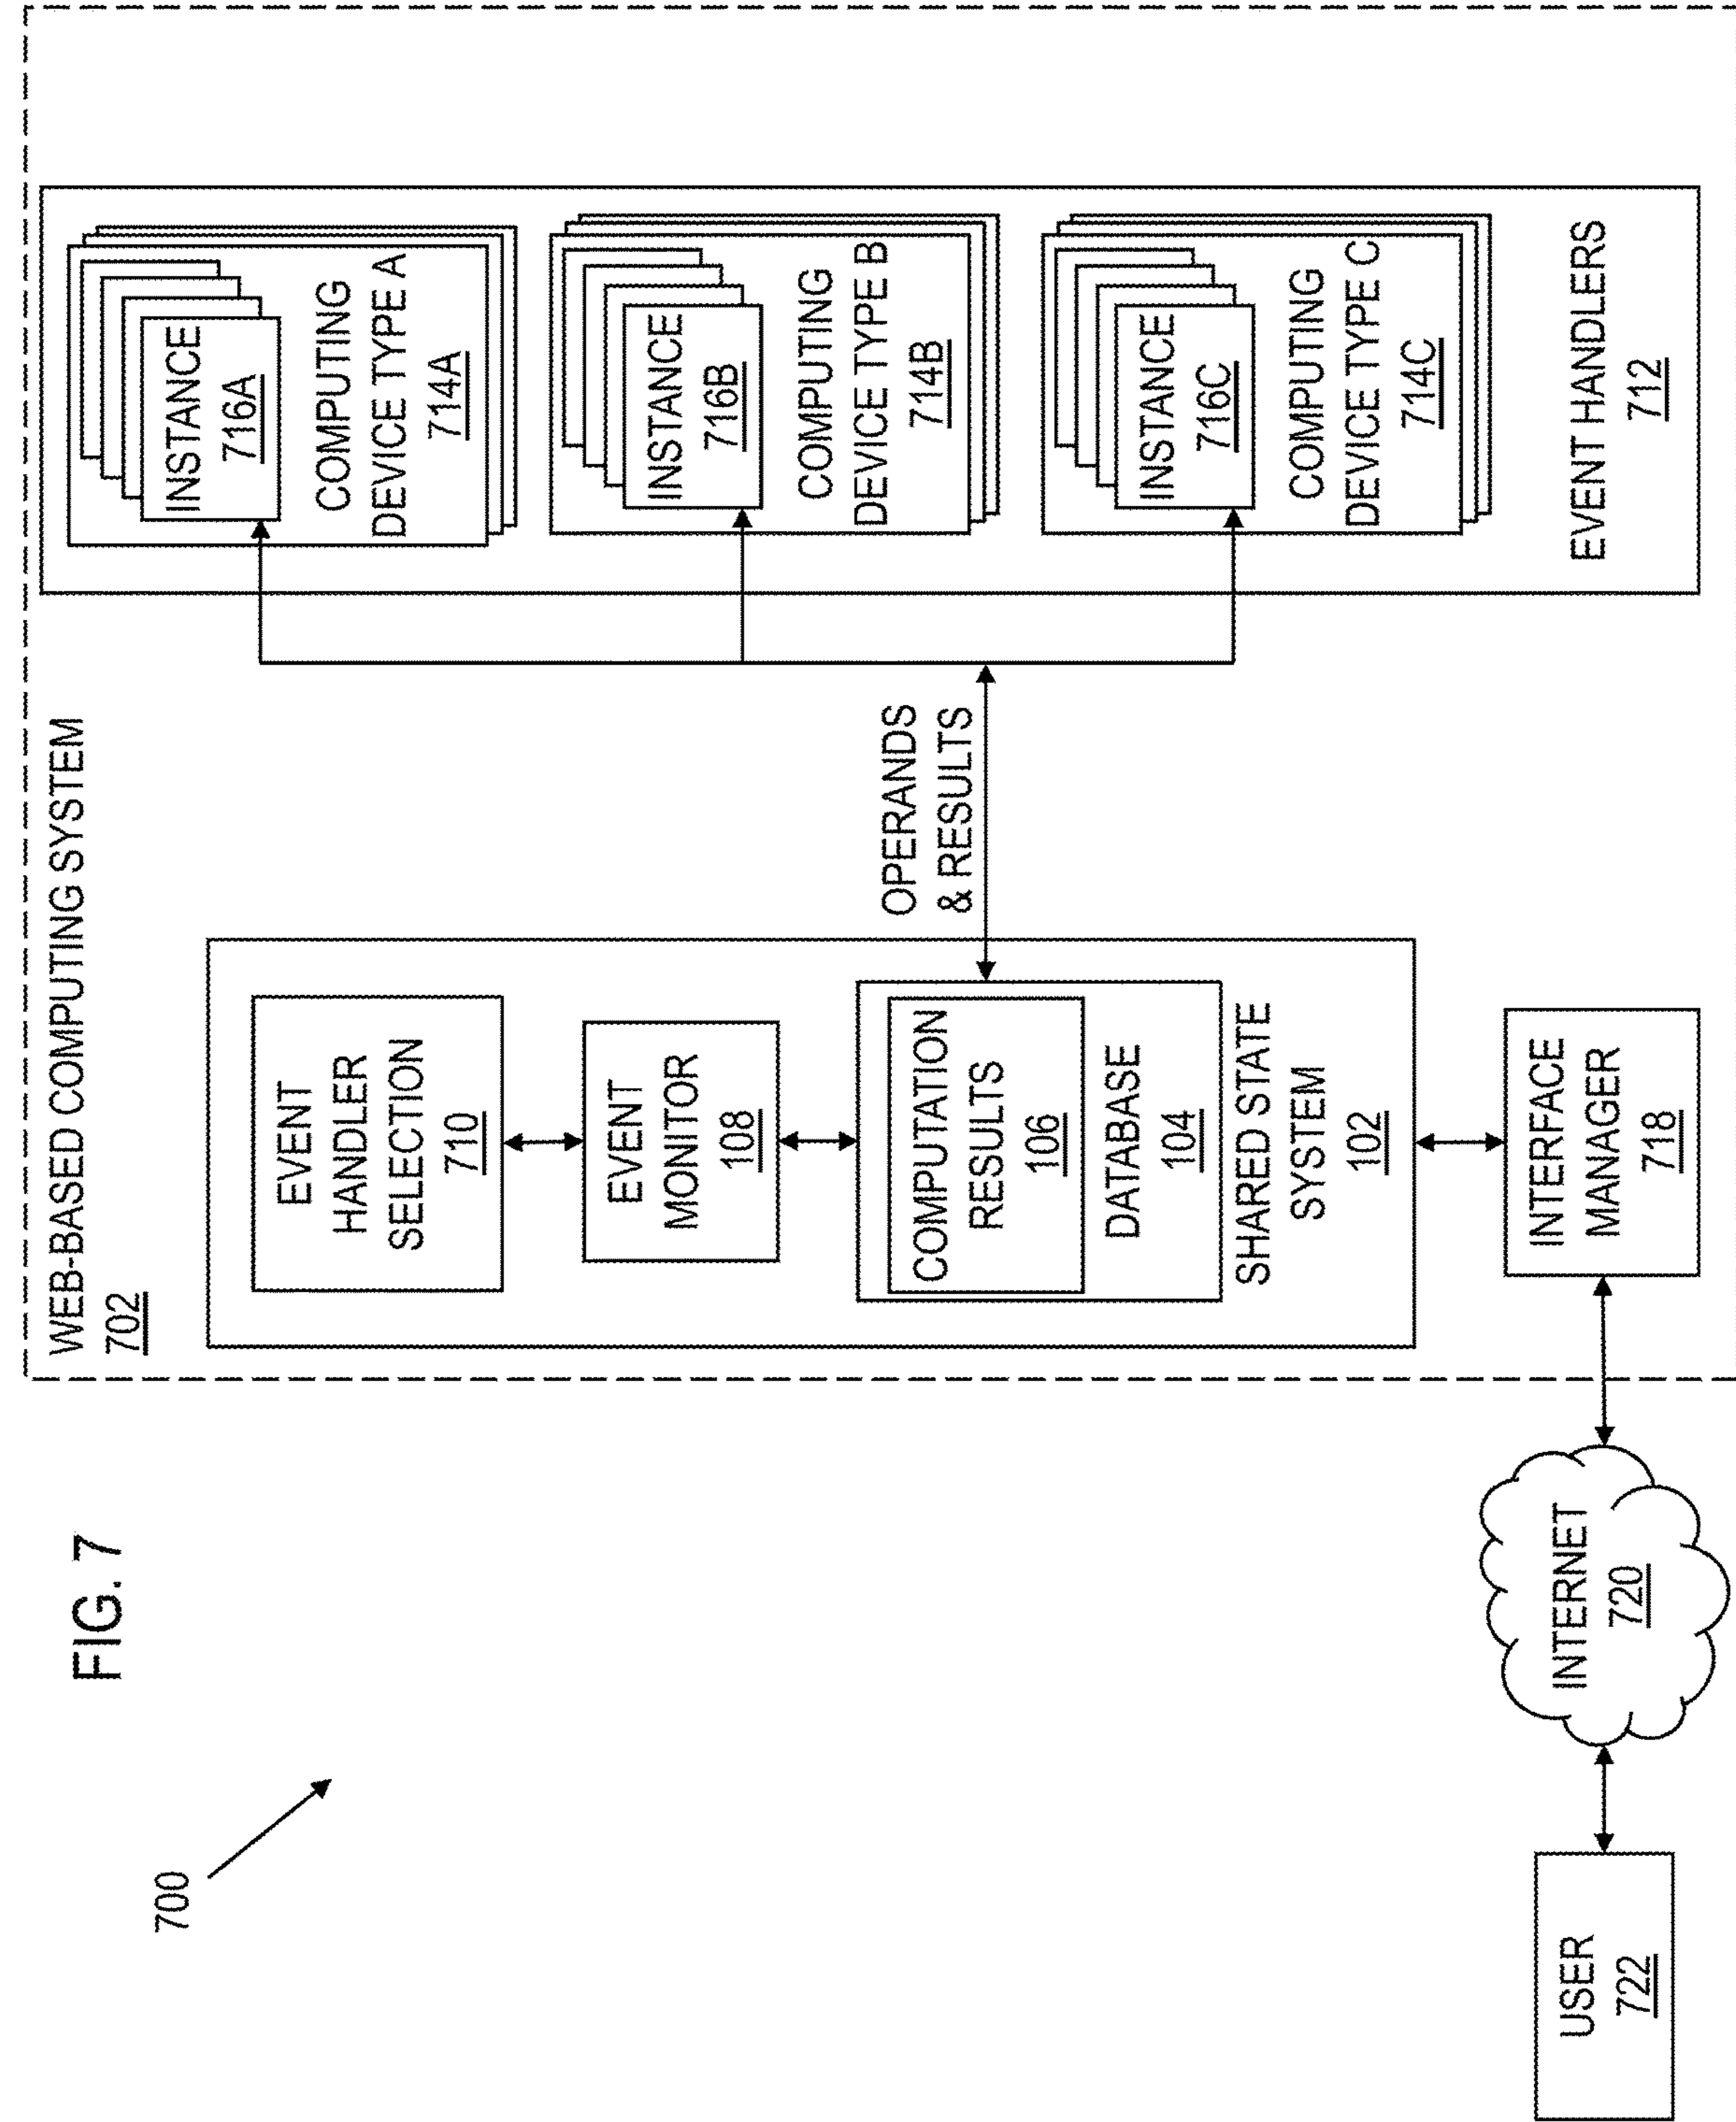 FIG. 7
700
WEB-BASED COMPUTING SYSTEM
702
EVENT
HANDLER
SELECTION
710
EVENT
MONITOR
108
COMPUTATION
RESULTS
106
DATABASE
104
SHARED STATE
SYSTEM
102
OPERANDS
& RESULTS
INSTANCE
716A
COMPUTING
DEVICE TYPE A
714A
INSTANCE
716B
COMPUTING
DEVICE TYPE B
714B
INSTANCE
716C
COMPUTING
DEVICE TYPE C
714C
EVENT HANDLERS
712
USER
722
INTERNET
720
INTERFACE
MANAGER
718